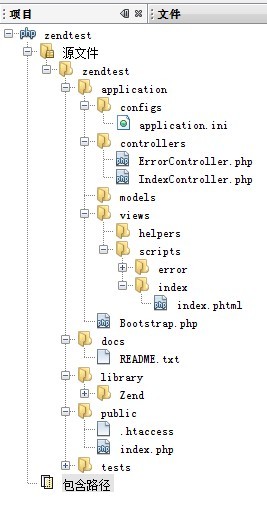 项目 文件
zendtest
源文件
zendtest
application
configs
application.ini
controllers
ErrorController.php
IndexController.php
models
views
helpers
scripts
error
index
index.phtml
Bootstrap.php
docs
README.txt
library
Zend
public
.htaccess
index.php
tests
包含路径